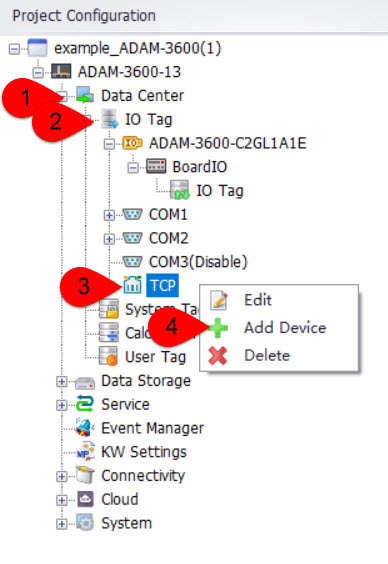 Project Configuration
example_ADAM-3600(1)
ADAM-3600-13
1 Data Center
2 IO Tag
ADAM-3600-C2GL1A1E
BoardIO
IO Tag
COM1
COM2
COM3(Disable)
3 TCP
Edit
System Ta
4 Add Device
Calc
User Tag
Delete
Data Storage
Service
Event Manager
KW Settings
Connectivity
Cloud
System